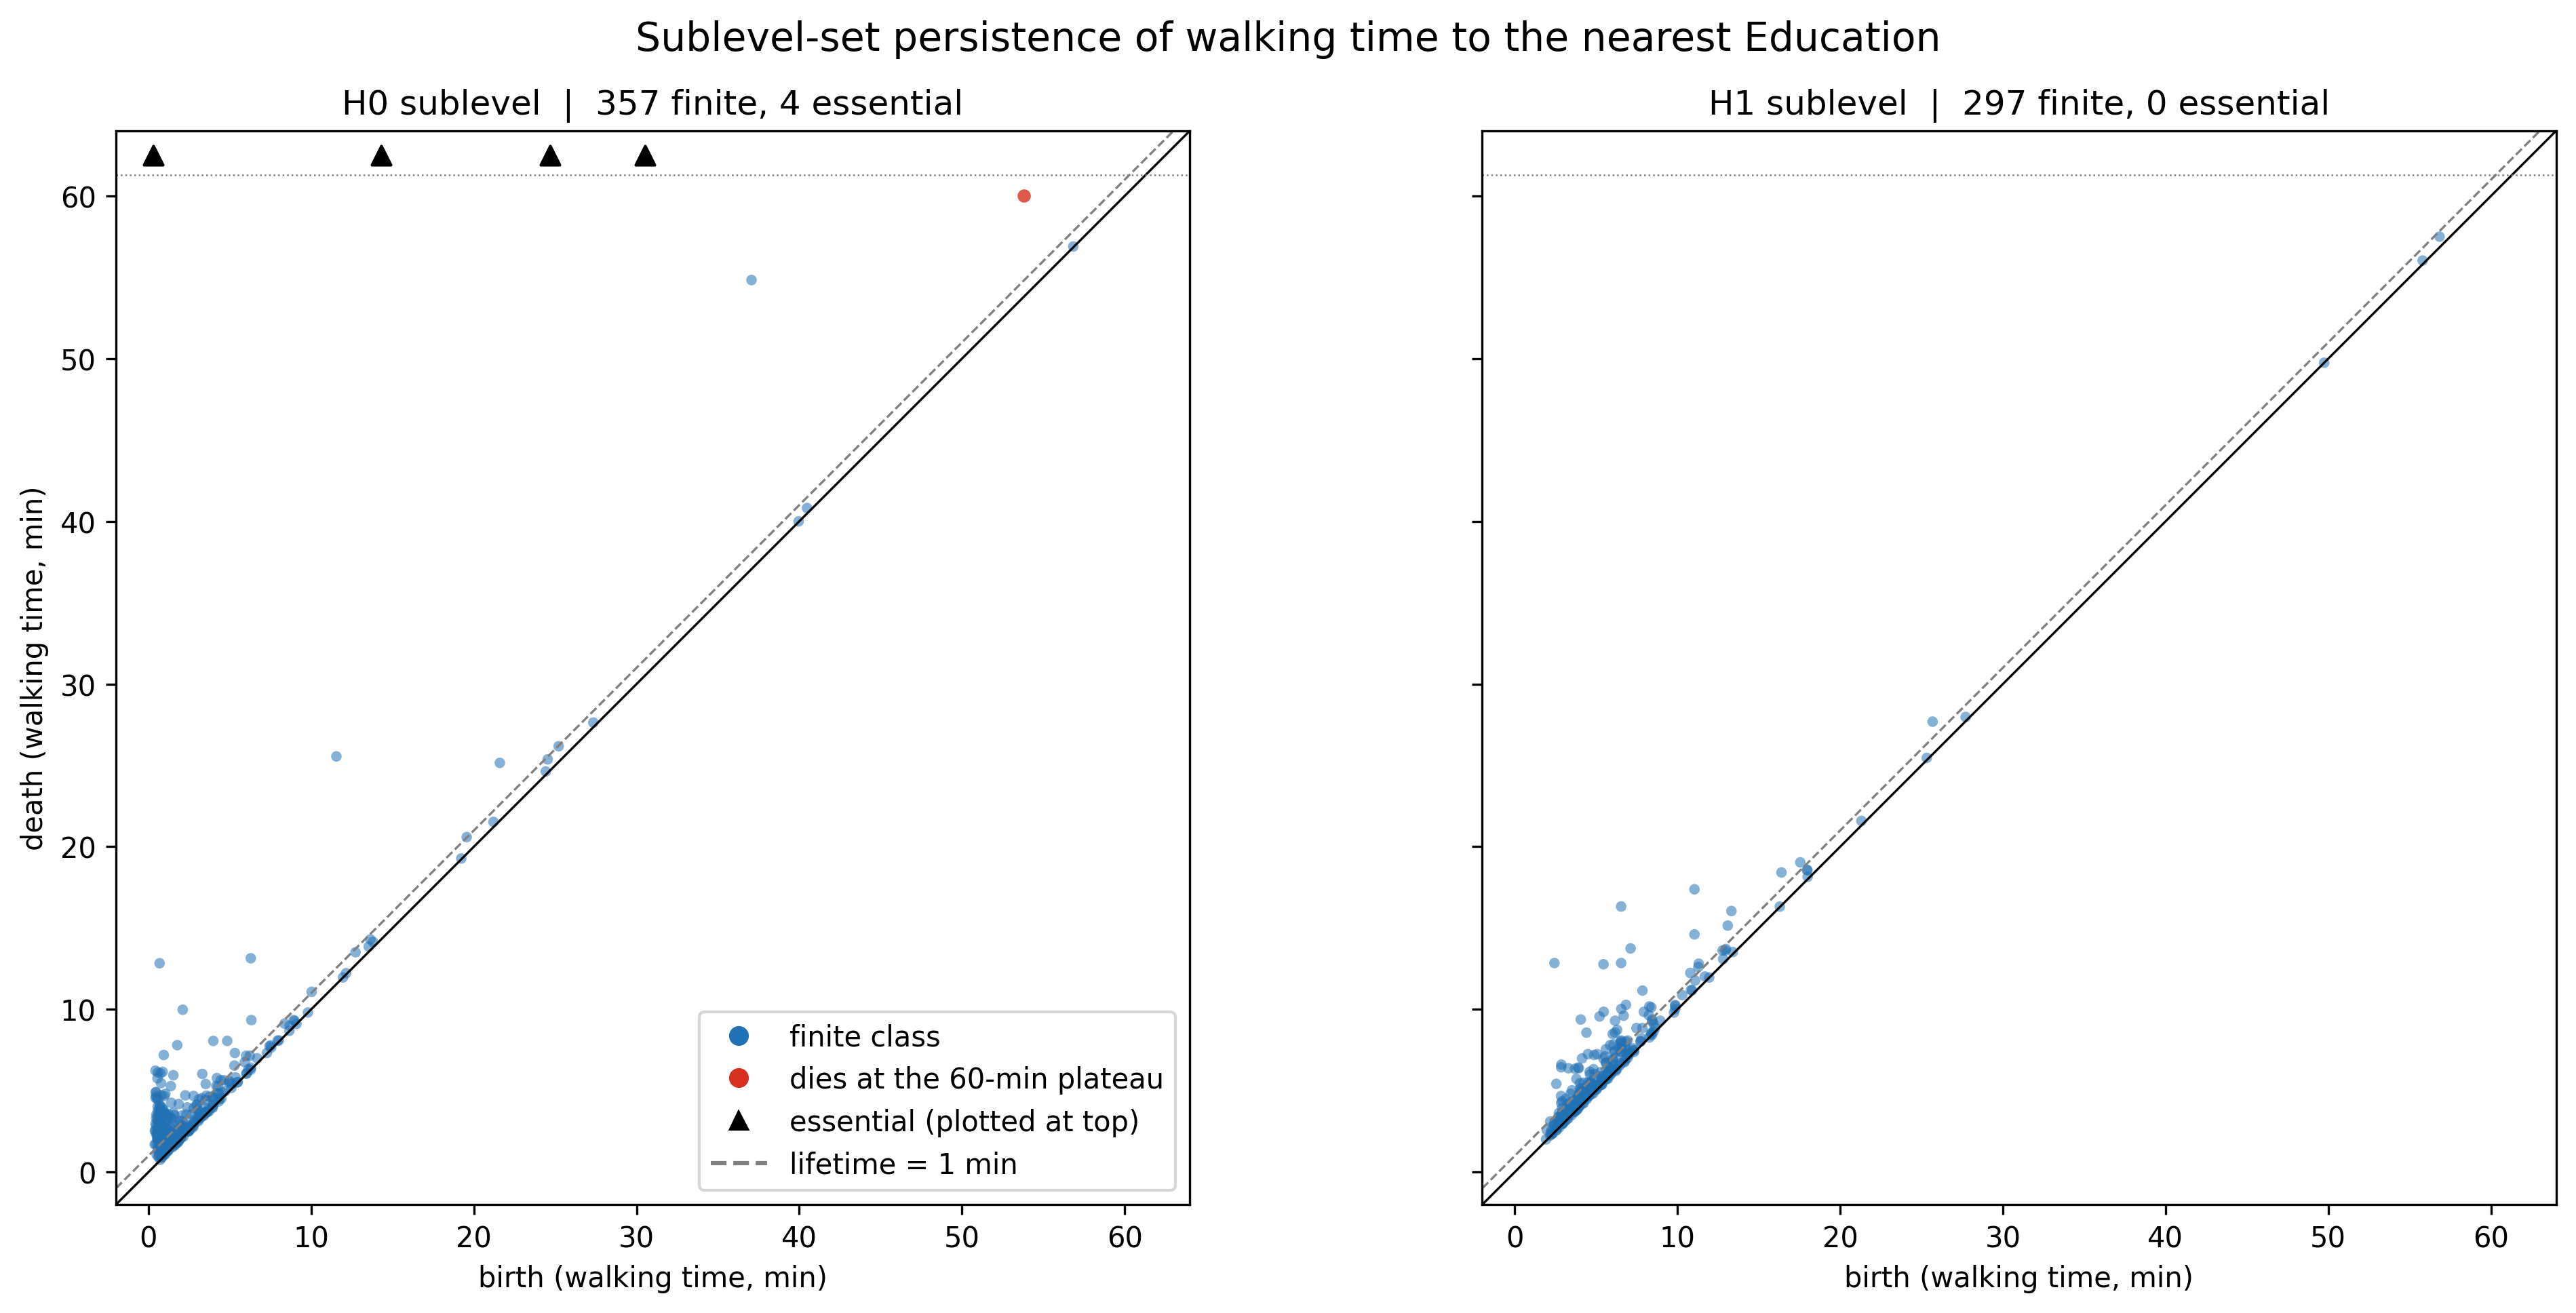 Sublevel-set persistence of walking time to the nearest Education
H0 sublevel | 357 finite, 4 essential
death (walking time, min)
60
50
40
30
20
10
0
finite class
dies at the 60-min plateau
essential (plotted at top)
lifetime = 1 min
0 10 20 30 40 50 60
birth (walking time, min)
H1 sublevel | 297 finite, 0 essential
0 10 20 30 40 50 60
birth (walking time, min)